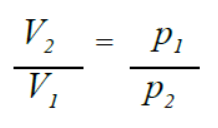 V₂/V₁ = p₁/p₂